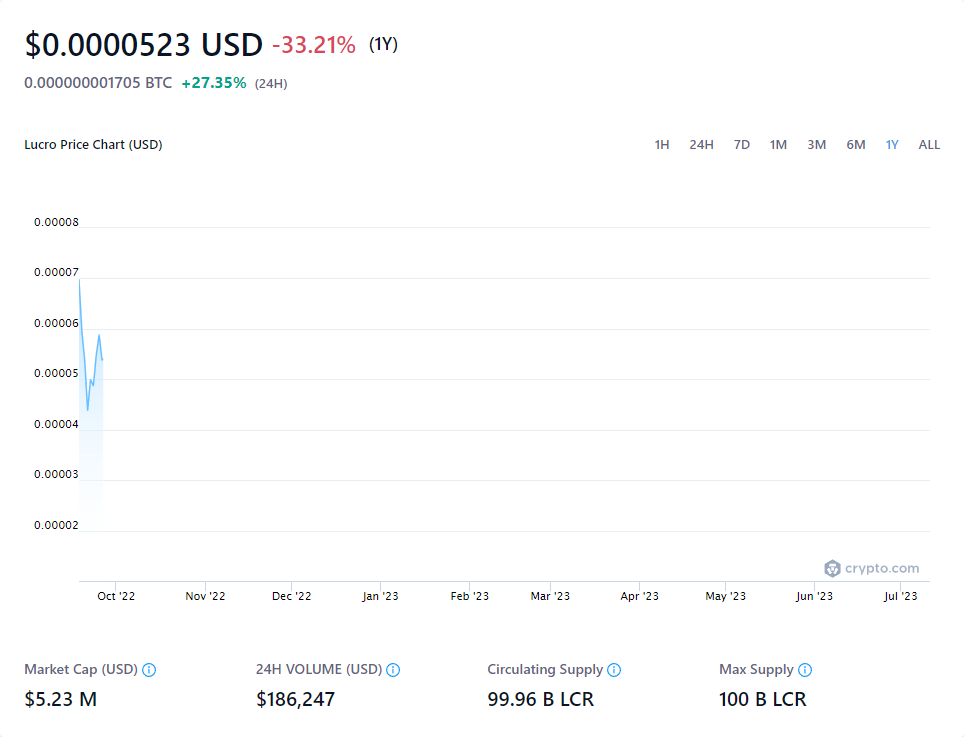 $0.0000523 USD -33.21% (1Y)
0.000000001705 BTC +27.35% (24H)
Lucro Price Chart (USD) 1H 24H 7D 1M 3M 6M 1Y ALL
0.00008
0.00007
0.00006
0.00005
0.00004
0.00003
0.00002
crypto.com
Oct '22 Nov '22 Dec '22 Jan '23 Feb '23 Mar '23 Apr '23 May '23 Jun '23 Jul '23
Market Cap (USD) 24H VOLUME (USD) Circulating Supply Max Supply
$5.23 M $186,247 99.96 B LCR 100 B LCR